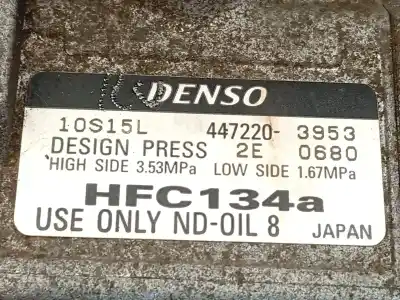 DENSO
10S15L 447220- 3953
DESIGN PRESS 2E 0680
HIGH SIDE 3.53MPa LOW SIDE 1.67MPa
HFC134a
USE ONLY ND-OIL 8 JAPAN